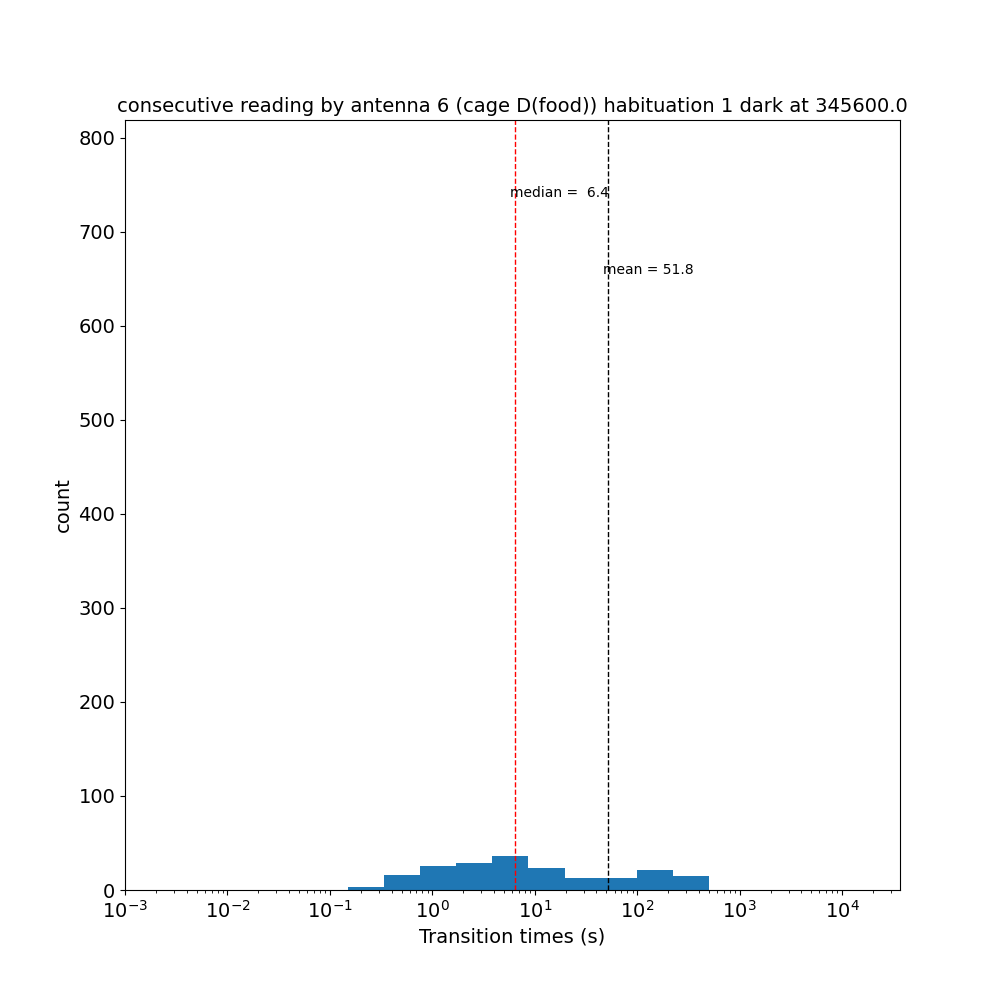 consecutive reading by antenna 6 (cage D(food)) habituation 1 dark at 345600.0
800
median =  6.4
700
mean = 51.8
600
500
count
400
300
200
100
0
10⁻³ 10⁻² 10⁻¹ 10⁰ 10¹ 10² 10³ 10⁴
Transition times (s)